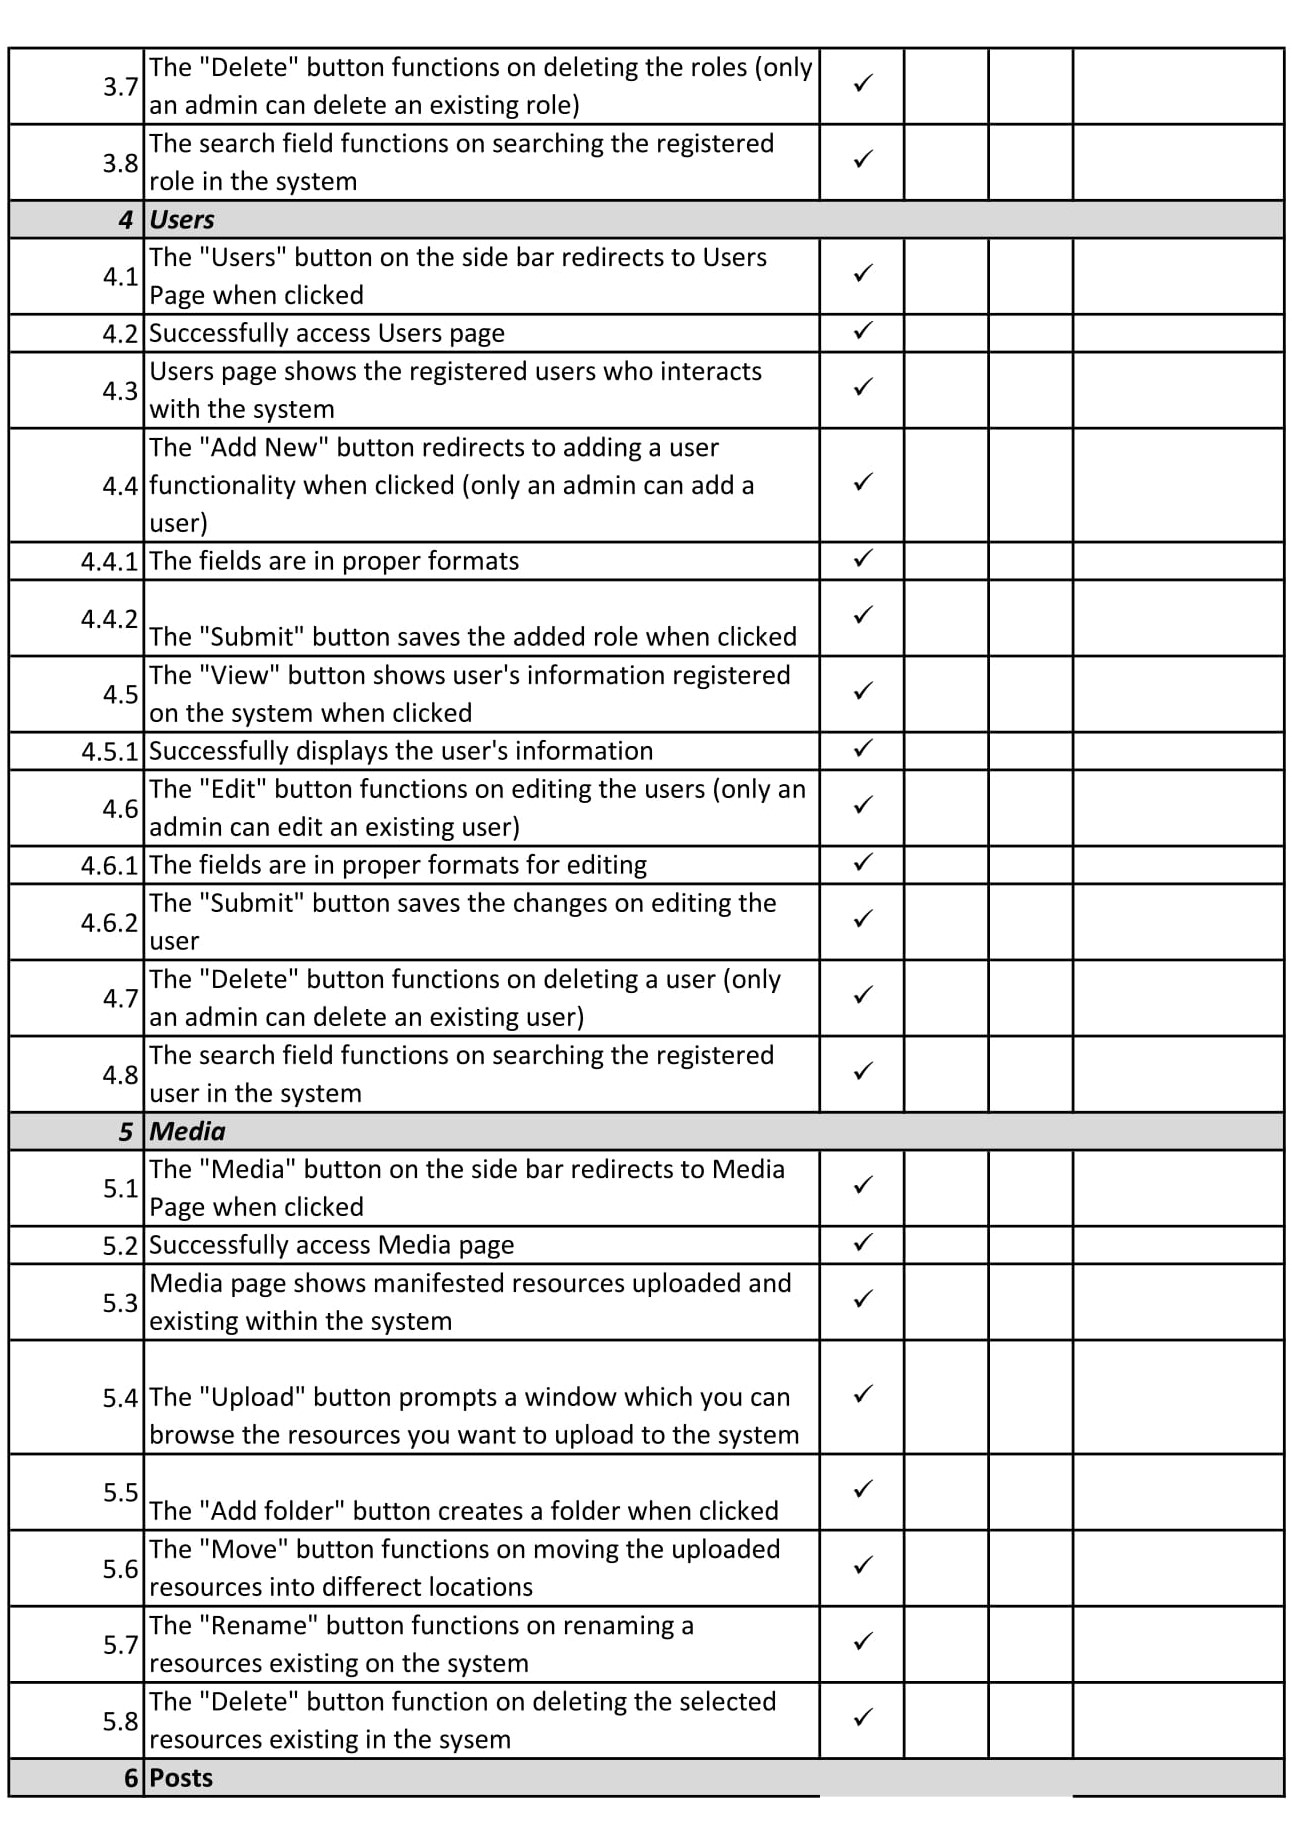 3.7 The "Delete" button functions on deleting the roles (only
an admin can delete an existing role) ✓
3.8 The search field functions on searching the registered
role in the system ✓
4 Users
4.1 The "Users" button on the side bar redirects to Users
Page when clicked ✓
4.2 Successfully access Users page ✓
4.3 Users page shows the registered users who interacts
with the system ✓
4.4 The "Add New" button redirects to adding a user
functionality when clicked (only an admin can add a
user) ✓
4.4.1 The fields are in proper formats ✓
4.4.2 The "Submit" button saves the added role when clicked ✓
4.5 The "View" button shows user's information registered
on the system when clicked ✓
4.5.1 Successfully displays the user's information ✓
4.6 The "Edit" button functions on editing the users (only an
admin can edit an existing user) ✓
4.6.1 The fields are in proper formats for editing ✓
4.6.2 The "Submit" button saves the changes on editing the
user ✓
4.7 The "Delete" button functions on deleting a user (only
an admin can delete an existing user) ✓
4.8 The search field functions on searching the registered
user in the system ✓
5 Media
5.1 The "Media" button on the side bar redirects to Media
Page when clicked ✓
5.2 Successfully access Media page ✓
5.3 Media page shows manifested resources uploaded and
existing within the system ✓
5.4 The "Upload" button prompts a window which you can
browse the resources you want to upload to the system ✓
5.5 The "Add folder" button creates a folder when clicked ✓
5.6 The "Move" button functions on moving the uploaded
resources into differect locations ✓
5.7 The "Rename" button functions on renaming a
resources existing on the system ✓
5.8 The "Delete" button function on deleting the selected
resources existing in the sysem ✓
6 Posts